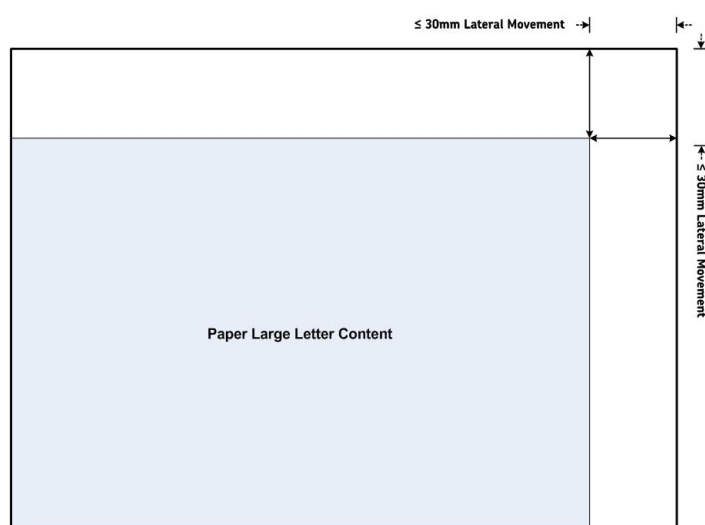 ≤ 30mm Lateral Movement
≤ 30mm Lateral Movement
Paper Large Letter Content